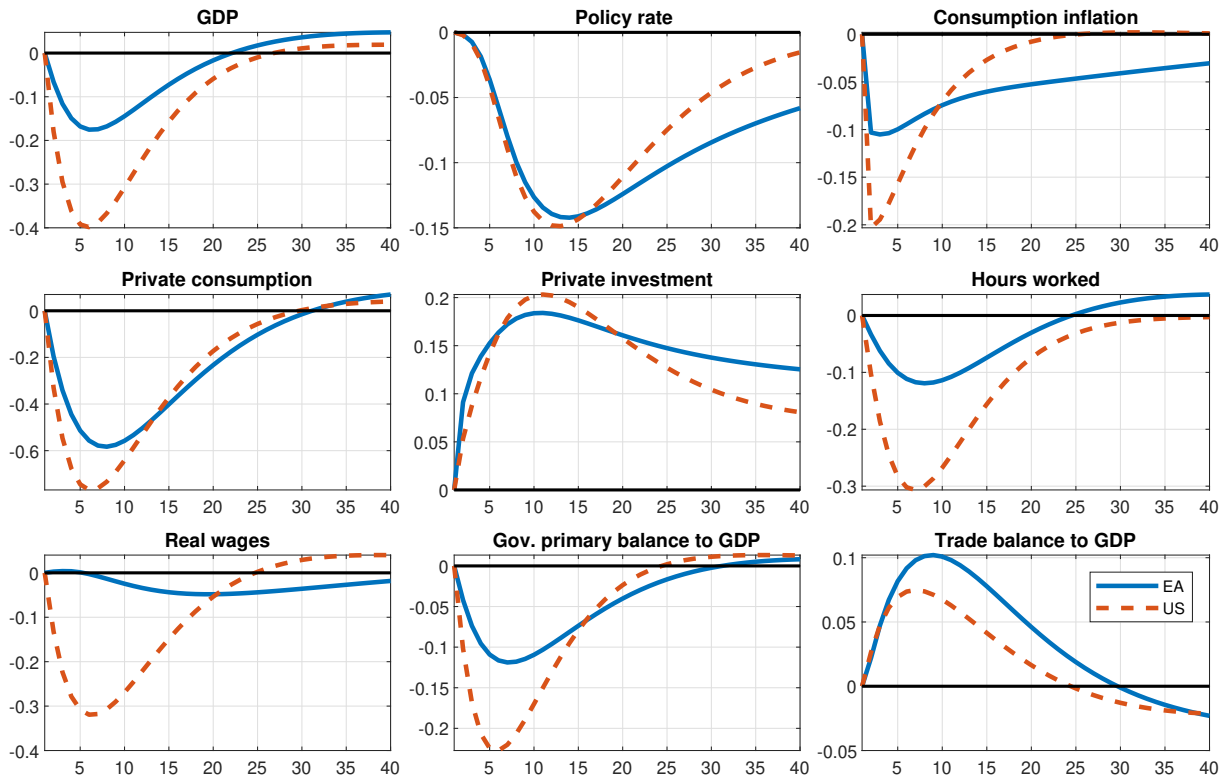 GDP
Policy rate
Consumption inflation
0
-0.1
-0.2
-0.3
-0.4
5 10 15 20 25 30 35 40
0
-0.05
-0.1
-0.15
5 10 15 20 25 30 35 40
0
-0.05
-0.1
-0.15
-0.2
5 10 15 20 25 30 35 40
Private consumption
Private investment
Hours worked
0
-0.2
-0.4
-0.6
5 10 15 20 25 30 35 40
0.2
0.15
0.1
0.05
0
5 10 15 20 25 30 35 40
0
-0.1
-0.2
-0.3
5 10 15 20 25 30 35 40
Real wages
Gov. primary balance to GDP
Trade balance to GDP
0
-0.1
-0.2
-0.3
-0.4
5 10 15 20 25 30 35 40
0
-0.05
-0.1
-0.15
-0.2
5 10 15 20 25 30 35 40
0.1
0.05
0
-0.05
EA
US
5 10 15 20 25 30 35 40